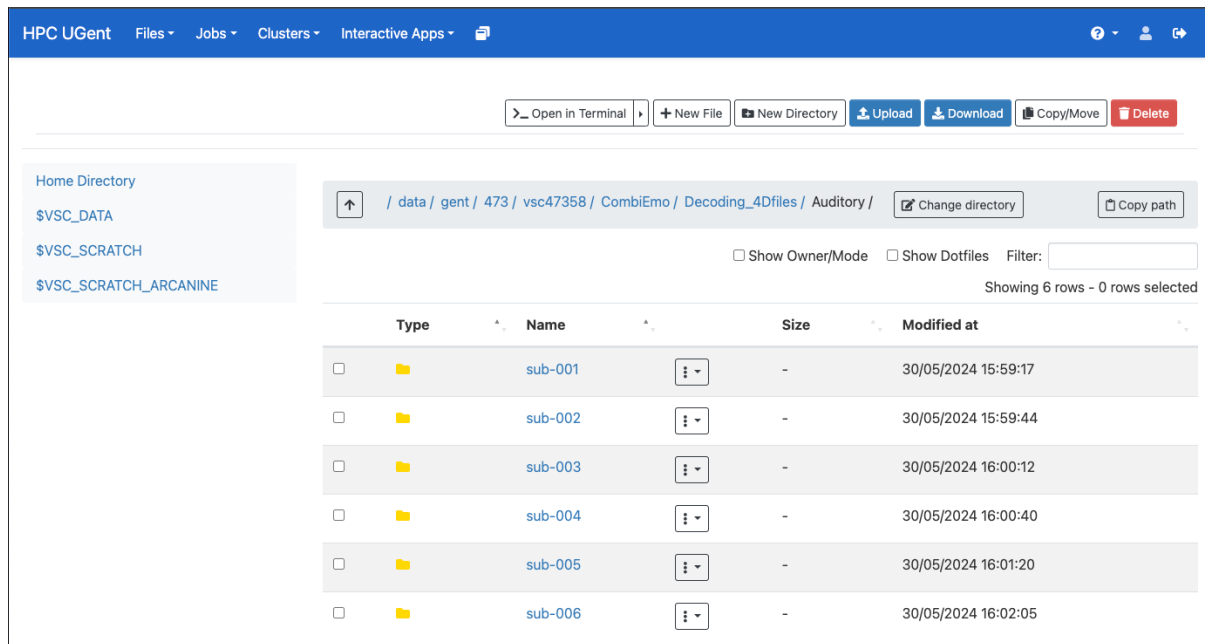 HPC UGent Files Jobs Clusters Interactive Apps
>_ Open in Terminal + New File New Directory Upload Download Copy/Move Delete
Home Directory
$VSC_DATA
$VSC_SCRATCH
$VSC_SCRATCH_ARCANINE
/ data / gent / 473 / vsc47358 / CombiEmo / Decoding_4Dfiles / Auditory / Change directory Copy path
Show Owner/Mode Show Dotfiles Filter:
Showing 6 rows - 0 rows selected
Type Name Size Modified at
sub-001 - 30/05/2024 15:59:17
sub-002 - 30/05/2024 15:59:44
sub-003 - 30/05/2024 16:00:12
sub-004 - 30/05/2024 16:00:40
sub-005 - 30/05/2024 16:01:20
sub-006 - 30/05/2024 16:02:05